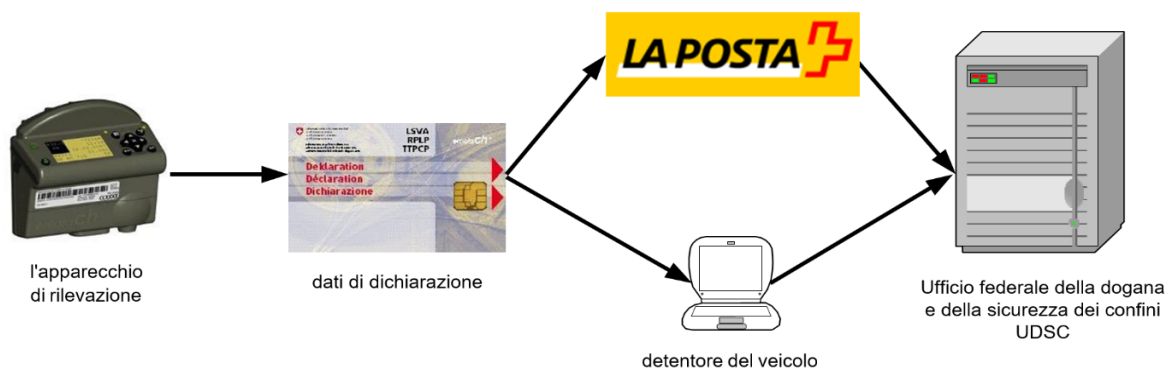 LA POSTA
LSVA
RPLP
TTPCP
Deklaration
Déclaration
Dichiarazione
l'apparecchio
di rilevazione
dati di dichiarazione
detentore del veicolo
Ufficio federale della dogana
e della sicurezza dei confini
UDSC